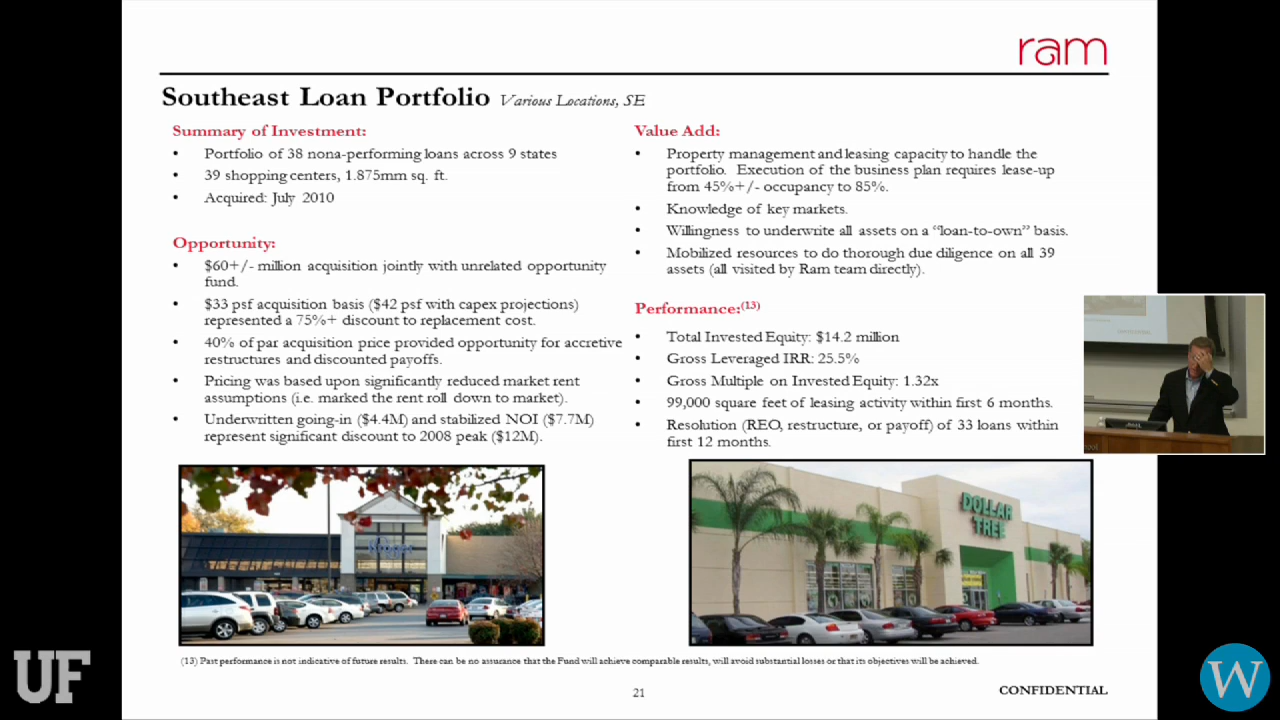 ram
Southeast Loan Portfolio Various Locations, SE
Summary of Investment:
• Portfolio of 38 nona-performing loans across 9 states
• 39 shopping centers, 1.875mm sq. ft.
• Acquired: July 2010
Opportunity:
• $60+/- million acquisition jointly with unrelated opportunity
fund.
• $33 psf acquisition basis ($42 psf with capex projections)
represented a 75%+ discount to replacement cost.
• 40% of par acquisition price provided opportunity for accretive
restructures and discounted payoffs.
• Pricing was based upon significantly reduced market rent
assumptions (i.e. marked the rent roll down to market).
• Underwritten going-in ($4.4M) and stabilized NOI ($7.7M)
represent significant discount to 2008 peak ($12M).
Value Add:
• Property management and leasing capacity to handle the
portfolio. Execution of the business plan requires lease-up
from 45%+/- occupancy to 85%.
• Knowledge of key markets.
• Willingness to underwrite all assets on a “loan-to-own” basis.
• Mobilized resources to do thorough due diligence on all 39
assets (all visited by Ram team directly).
Performance:(13)
• Total Invested Equity: $14.2 million
• Gross Leveraged IRR: 25.5%
• Gross Multiple on Invested Equity: 1.32x
• 99,000 square feet of leasing activity within first 6 months.
• Resolution (REO, restructure, or payoff) of 33 loans within
first 12 months.
Kroger
DOLLAR
TREE
(13) Past performance is not indicative of future results. There can be no assurance that the Fund will achieve comparable results, will avoid substantial losses or that its objectives will be achieved.
21
CONFIDENTIAL
UF
W